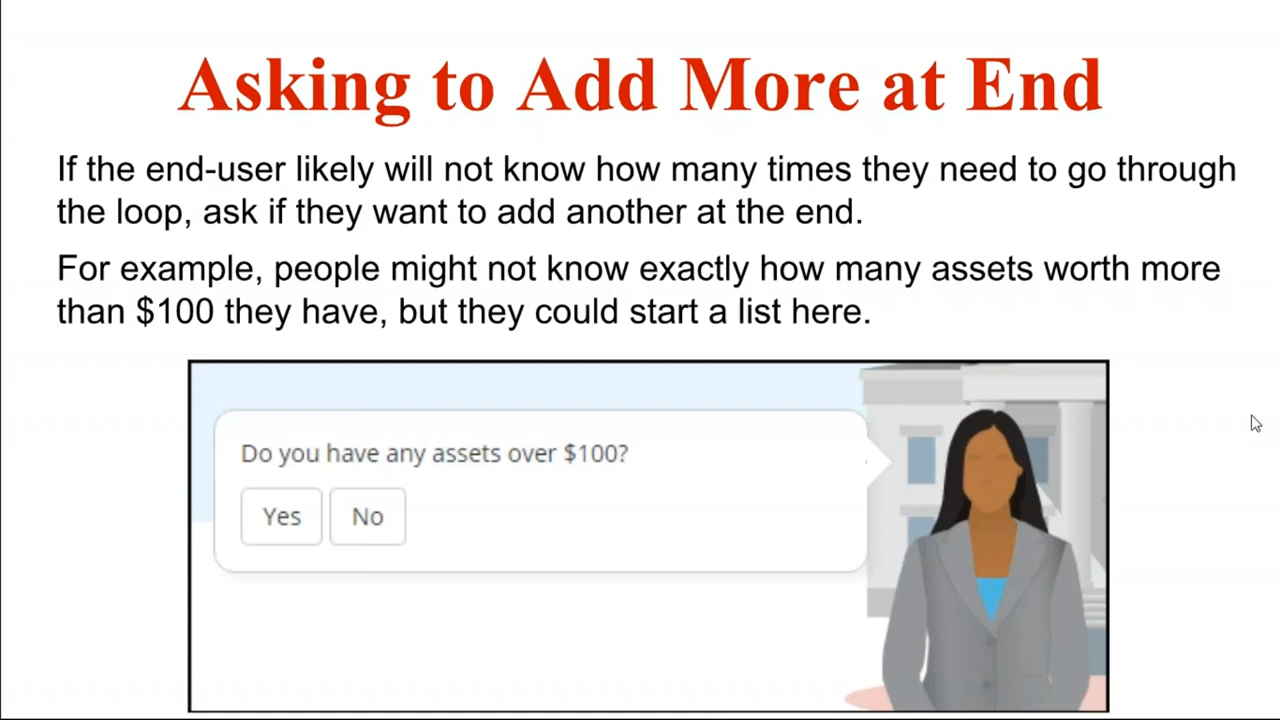 Asking to Add More at End
If the end-user likely will not know how many times they need to go through
the loop, ask if they want to add another at the end.
For example, people might not know exactly how many assets worth more
than $100 they have, but they could start a list here.
Do you have any assets over $100?
Yes No